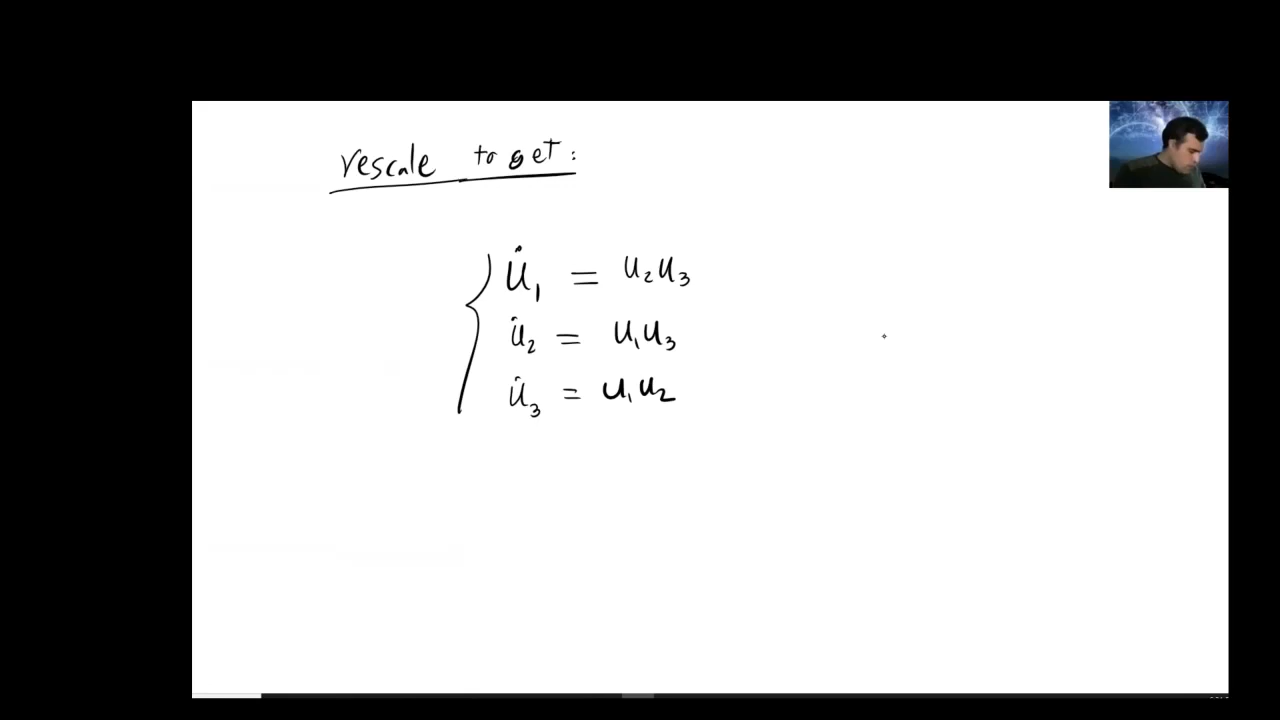 rescale to get:
u̇₁ = u₂u₃
u̇₂ = u₁u₃
u̇₃ = u₁u₂